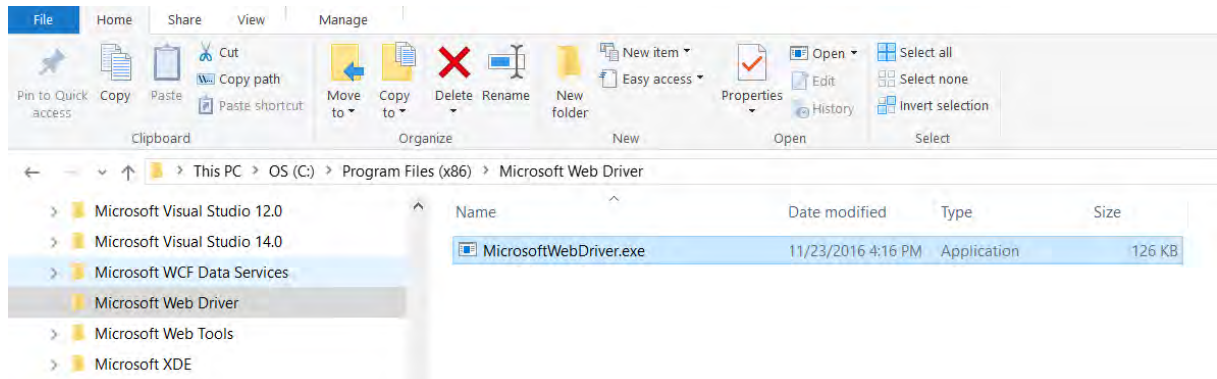 File Home Share View Manage
Cut
Copy path
Paste shortcut
Pin to Quick access
Copy
Paste
Clipboard
Move to
Copy to
Delete
Rename
Organize
New folder
New item
Easy access
New
Properties
Open
Edit
History
Open
Select all
Select none
Invert selection
Select
This PC > OS (C:) > Program Files (x86) > Microsoft Web Driver
Microsoft Visual Studio 12.0
Microsoft Visual Studio 14.0
Microsoft WCF Data Services
Microsoft Web Driver
Microsoft Web Tools
Microsoft XDE
Name Date modified Type Size
MicrosoftWebDriver.exe 11/23/2016 4:16 PM Application 126 KB